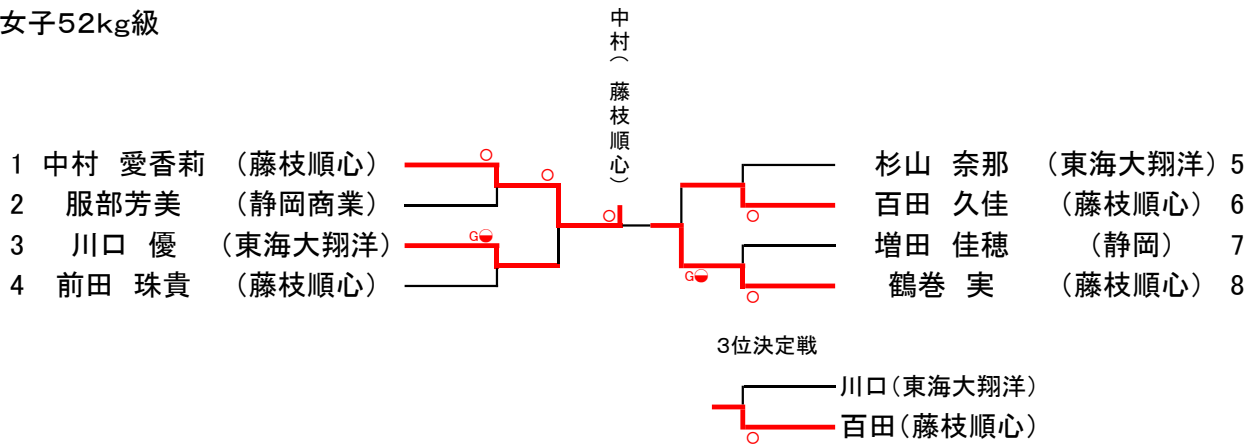 女子52kg級
中村（藤枝順心）
1 中村 愛香莉 （藤枝順心）
2 服部芳美 （静岡商業）
3 川口 優 （東海大翔洋）
4 前田 珠貴 （藤枝順心）
杉山 奈那 （東海大翔洋） 5
百田 久佳 （藤枝順心） 6
増田 佳穂 （静岡） 7
鶴巻 実 （藤枝順心） 8
○
○
G
○
○
○
G
○
3位決定戦
川口（東海大翔洋）
百田（藤枝順心）
○